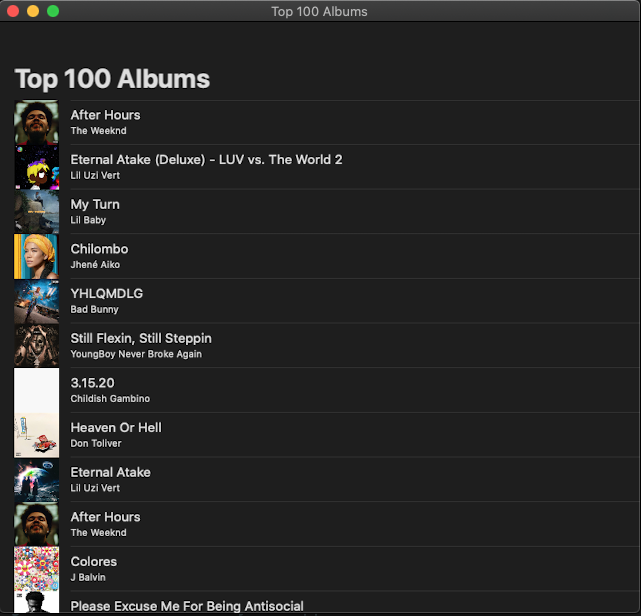 Top 100 Albums
Top 100 Albums
After Hours
The Weeknd
Eternal Atake (Deluxe) - LUV vs. The World 2
Lil Uzi Vert
My Turn
Lil Baby
Chilombo
Jhené Aiko
YHLQMDLG
Bad Bunny
Still Flexin, Still Steppin
YoungBoy Never Broke Again
3.15.20
Childish Gambino
Heaven Or Hell
Don Toliver
Eternal Atake
Lil Uzi Vert
After Hours
The Weeknd
Colores
J Balvin
Please Excuse Me For Being Antisocial